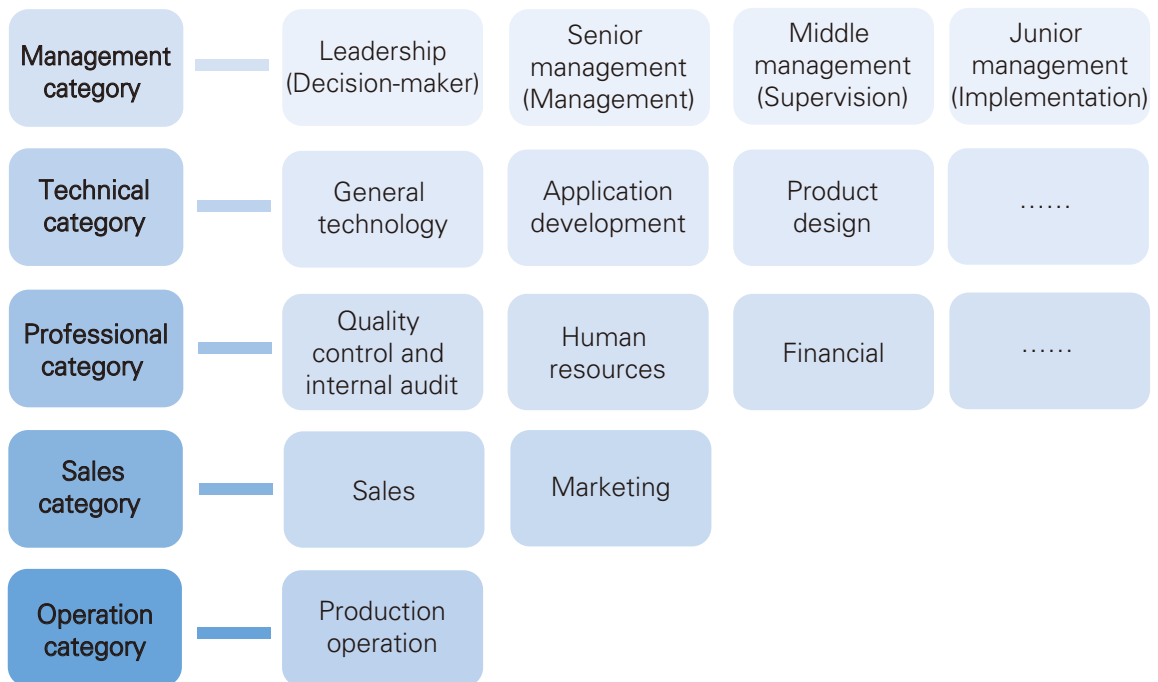 Management
category
Leadership
(Decision-maker)
Senior
management
(Management)
Middle
management
(Supervision)
Junior
management
(Implementation)
Technical
category
General
technology
Application
development
Product
design
......
Professional
category
Quality
control and
internal audit
Human
resources
Financial
......
Sales
category
Sales
Marketing
Operation
category
Production
operation